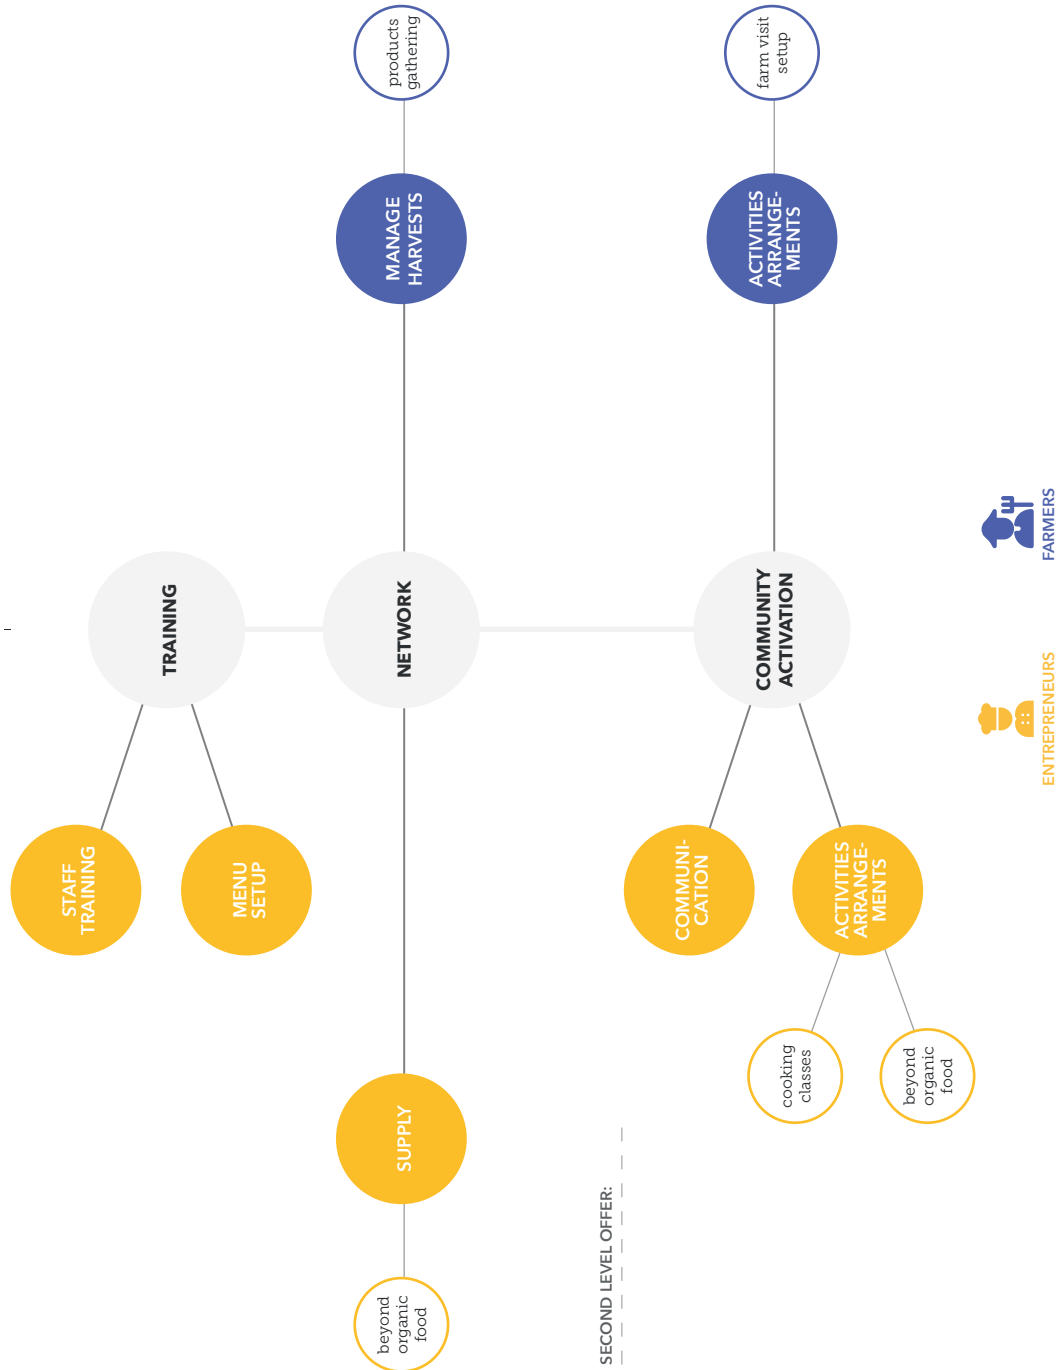 STAFF
TRAINING
TRAINING
MENU
SETUP
beyond
organic
food
SUPPLY
NETWORK
MANAGE
HARVESTS
products
gathering
SECOND LEVEL OFFER:
COMMUNI-
CATION
COMMUNITY
ACTIVATION
ACTIVITIES
ARRANGE-
MENTS
farm visit
setup
cooking
classes
ACTIVITIES
ARRANGE-
MENTS
beyond
organic
food
ENTREPRENEURS
FARMERS